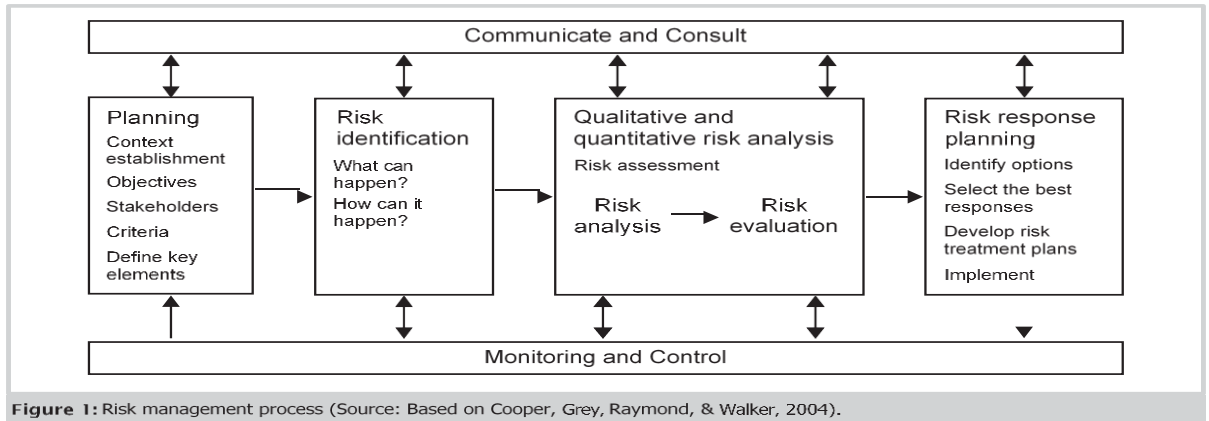 Communicate and Consult
Planning
Context
establishment
Objectives
Stakeholders
Criteria
Define key
elements
Risk
identification
What can
happen?
How can it
happen?
Qualitative and
quantitative risk analysis
Risk assessment
Risk
analysis
Risk
evaluation
Risk response
planning
Identify options
Select the best
responses
Develop risk
treatment plans
Implement
Monitoring and Control
Figure 1: Risk management process (Source: Based on Cooper, Grey, Raymond, & Walker, 2004).